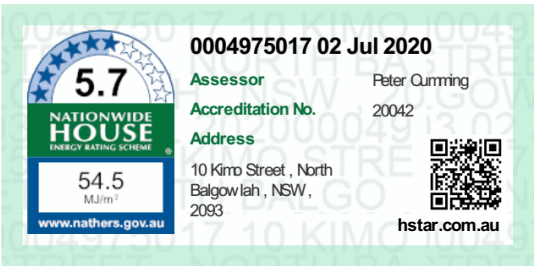 0004975017 02 Jul 2020
5.7
NATIONWIDE
HOUSE
ENERGY RATING SCHEME ®
54.5
MJ/m²
www.nathers.gov.au
Assessor Peter Cumming
Accreditation No. 20042
Address
10 Kimo Street , North
Balgowlah , NSW ,
2093
hstar.com.au